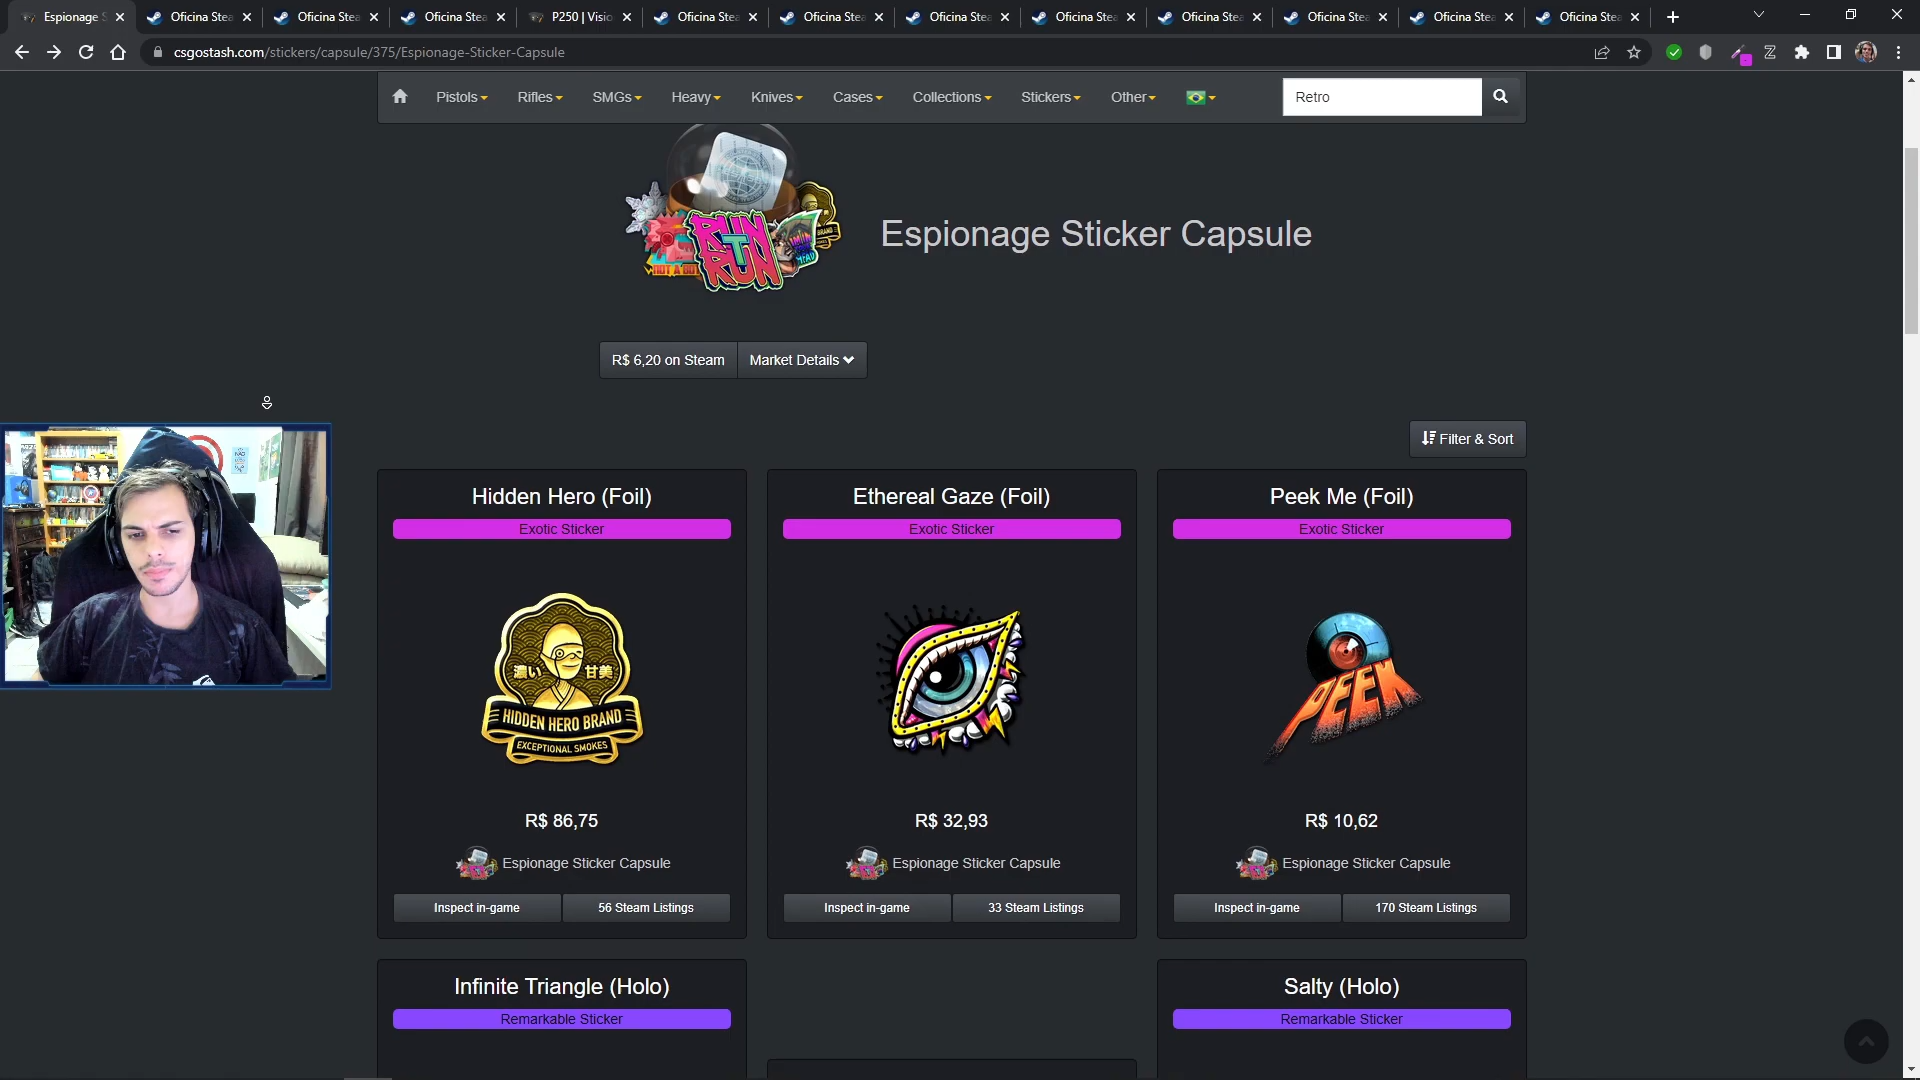 Espionage S
Oficina Stea
Oficina Stea
Oficina Stea
P250 | Visio
Oficina Stea
Oficina Stea
Oficina Stea
Oficina Stea
Oficina Stea
Oficina Stea
Oficina Stea
Oficina Stea
csgostash.com/stickers/capsule/375/Espionage-Sticker-Capsule
Pistols Rifles SMGs Heavy Knives Cases Collections Stickers Other
Retro
RUN T RUN
Espionage Sticker Capsule
R$ 6,20 on Steam
Market Details
Filter & Sort
Hidden Hero (Foil)
Exotic Sticker
濃い 甘美
HIDDEN HERO BRAND
EXCEPTIONAL SMOKES
R$ 86,75
Espionage Sticker Capsule
Inspect in-game
56 Steam Listings
Ethereal Gaze (Foil)
Exotic Sticker
R$ 32,93
Espionage Sticker Capsule
Inspect in-game
33 Steam Listings
Peek Me (Foil)
Exotic Sticker
PEEK
R$ 10,62
Espionage Sticker Capsule
Inspect in-game
170 Steam Listings
Infinite Triangle (Holo)
Remarkable Sticker
Salty (Holo)
Remarkable Sticker